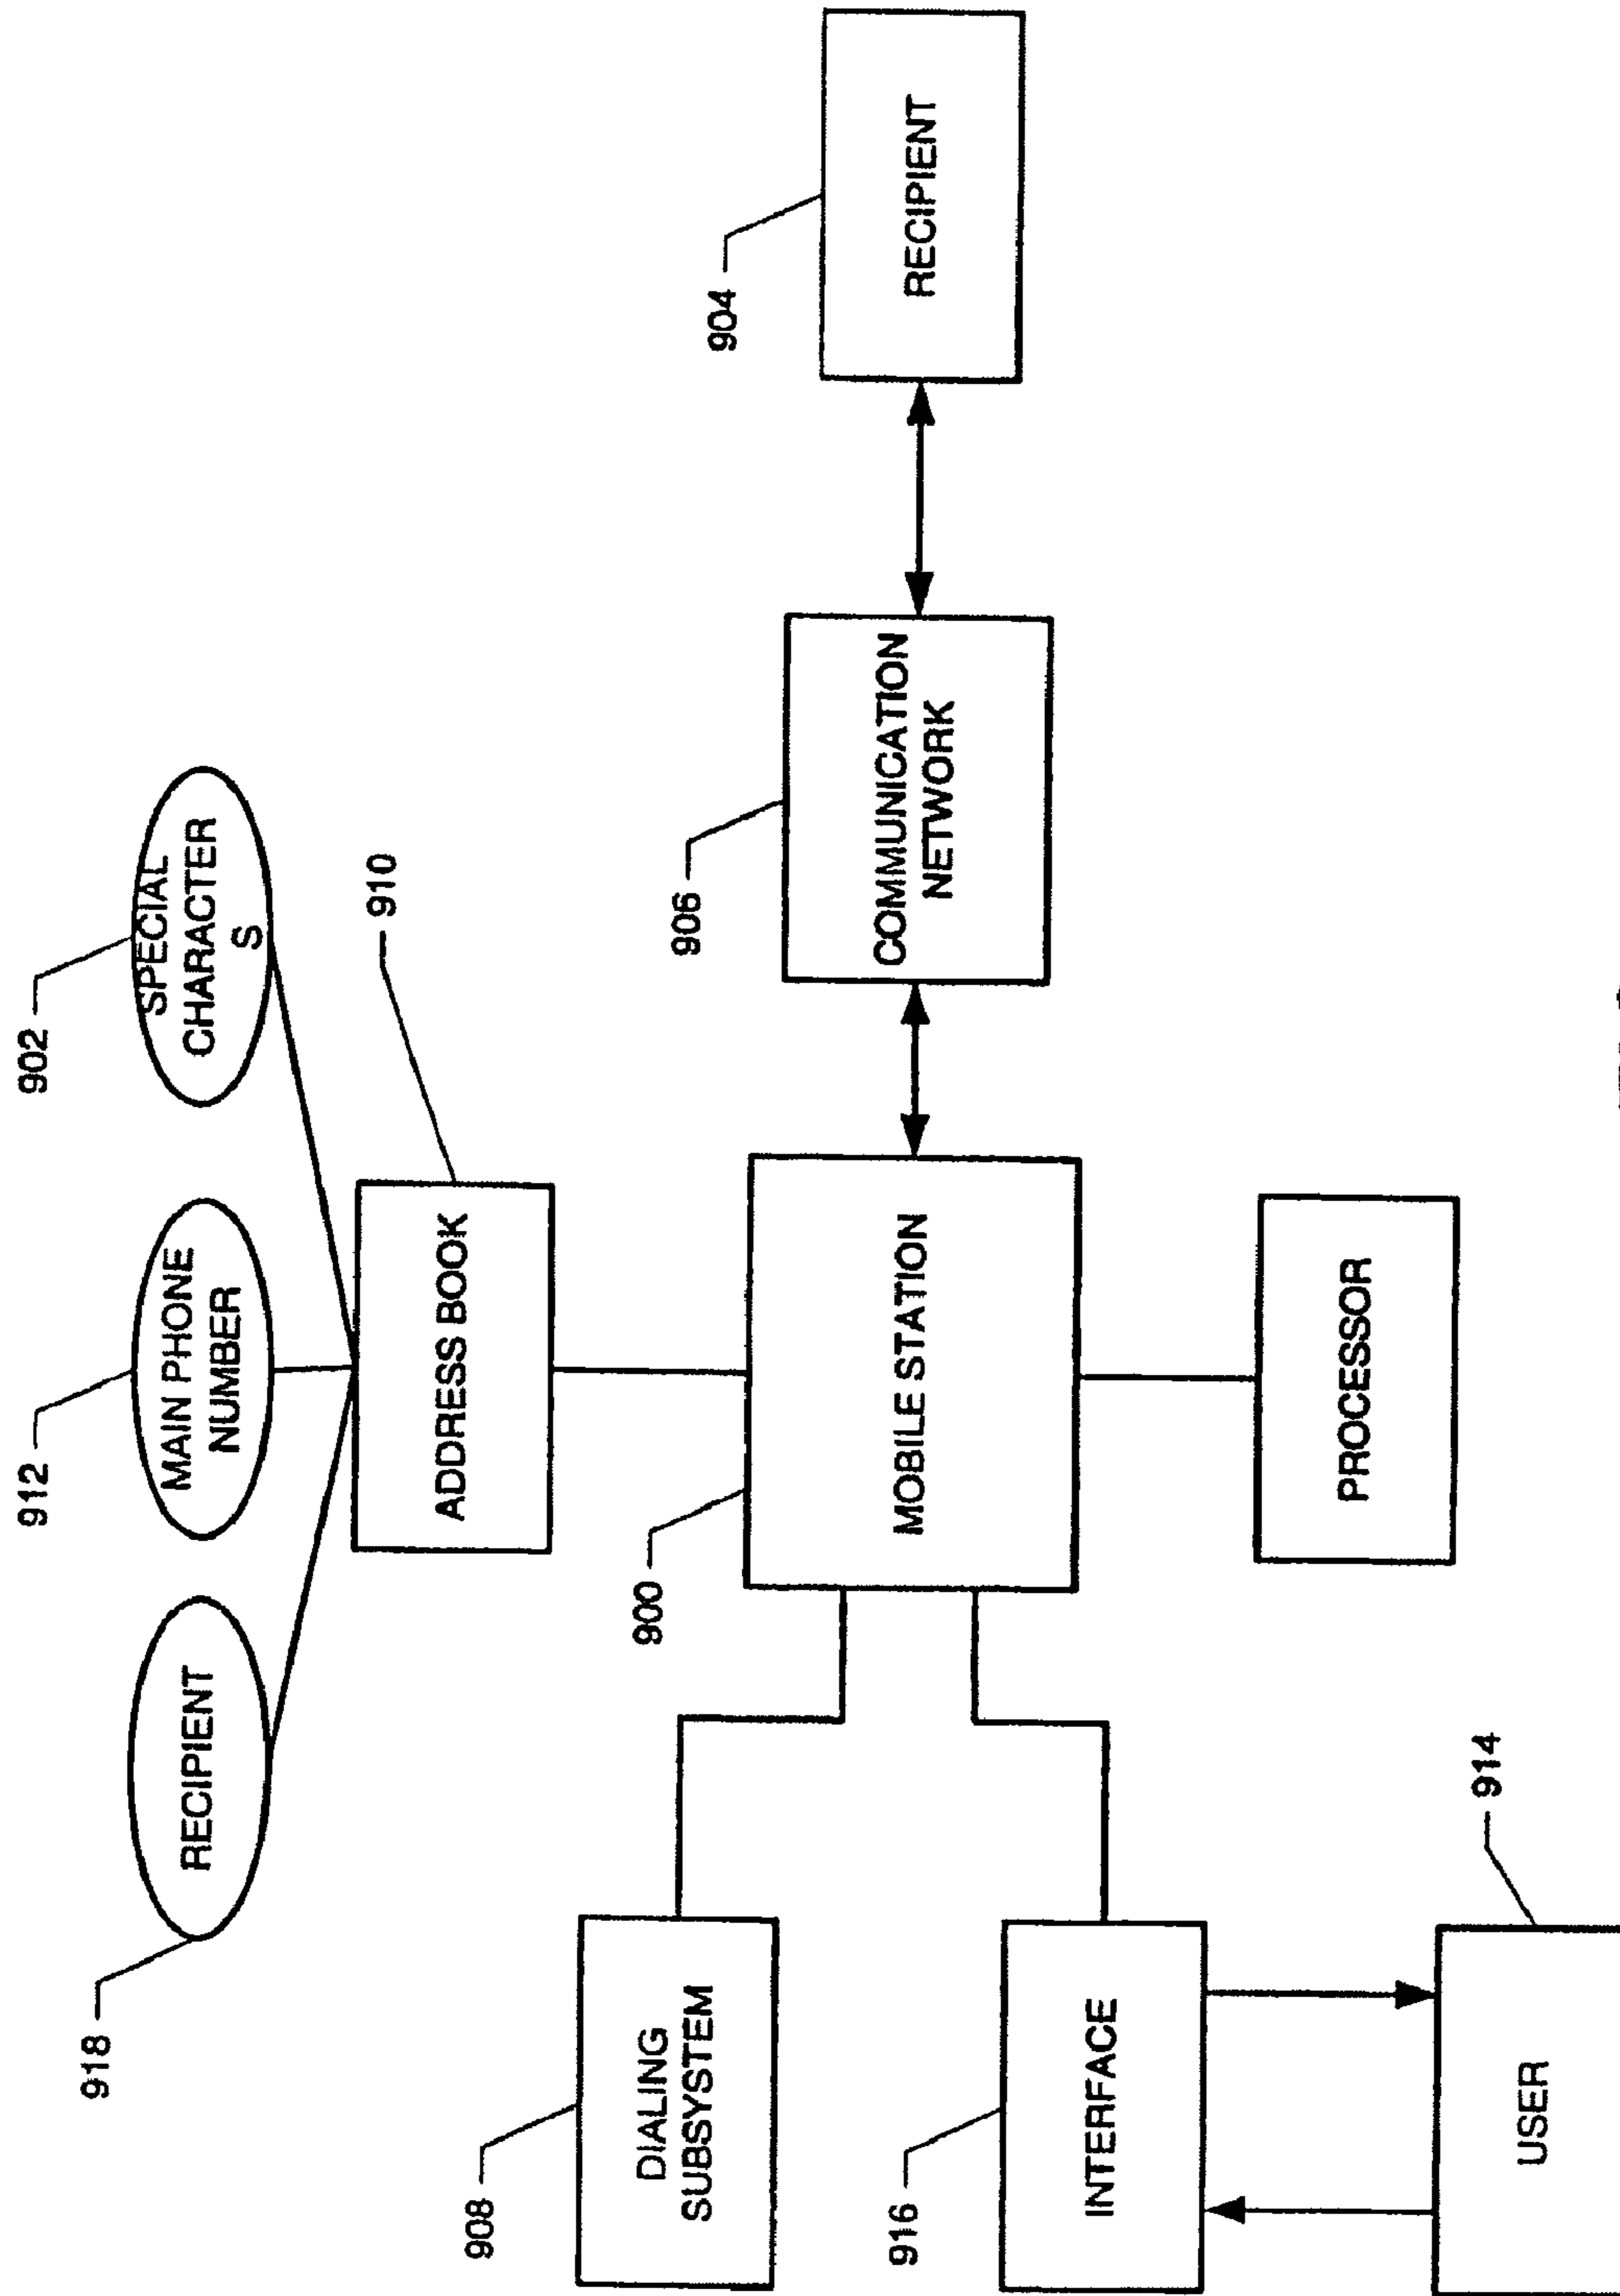 918
RECIPIENT
912
MAIN PHONE
NUMBER
902
SPECIAL
CHARACTER
S
910
ADDRESS BOOK
908
DIALING
SUBSYSTEM
900
MOBILE STATION
906
COMMUNICATION
NETWORK
904
RECIPIENT
916
INTERFACE
PROCESSOR
914
USER